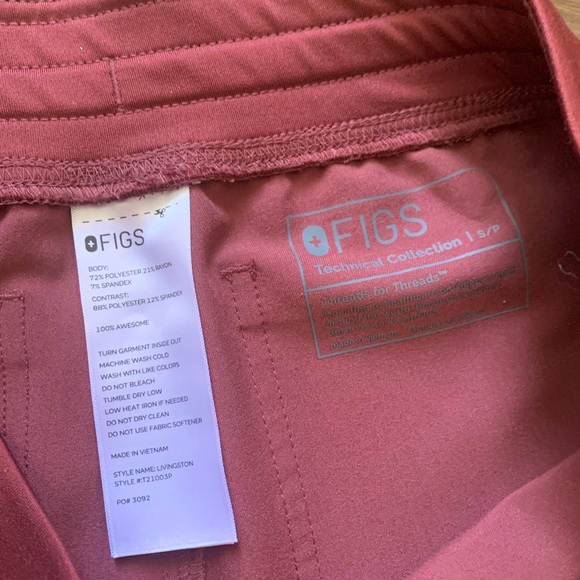 FIGS
BODY:
72% POLYESTER 21% RAYON
7% SPANDEX
CONTRAST:
88% POLYESTER 12% SPANDEX
100% AWESOME
TURN GARMENT INSIDE OUT
MACHINE WASH COLD
WASH WITH LIKE COLORS
DO NOT BLEACH
TUMBLE DRY LOW
LOW HEAT IRON IF NEEDED
DO NOT DRY CLEAN
DO NOT USE FABRIC SOFTENER
MADE IN VIETNAM
STYLE NAME: LIVINGSTON
STYLE #:T21003P
PO# 3092
FIGS
Technical Collection | S/P
Threads for Threads™